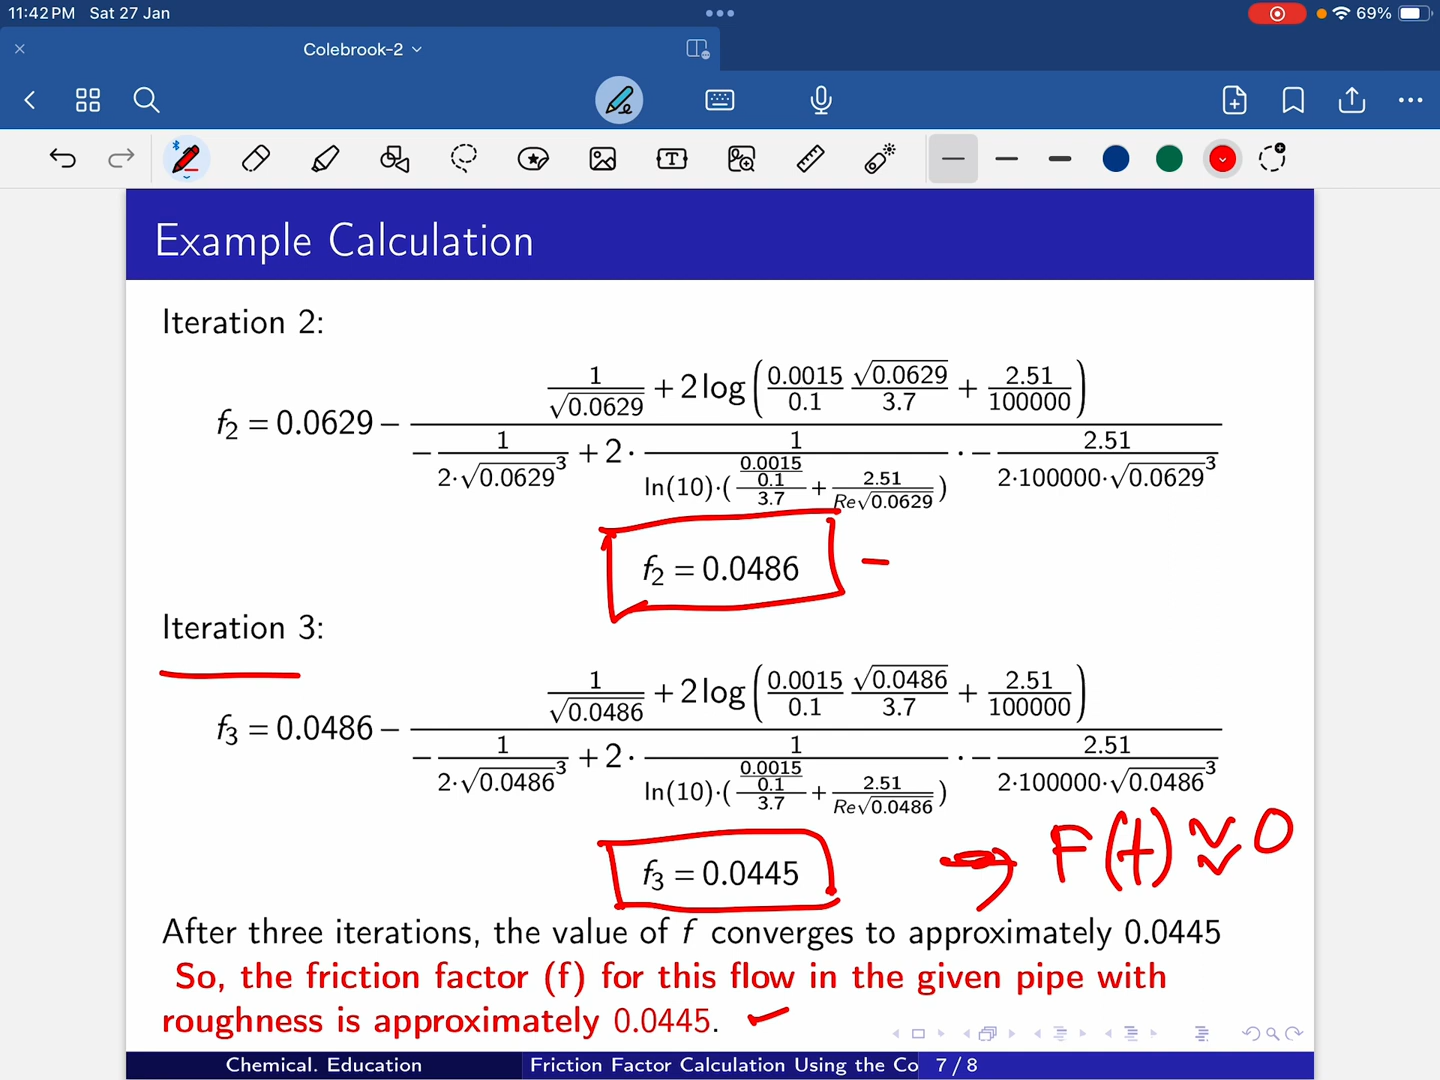 11:42 PM Sat 27 Jan 69%
Colebrook-2
Example Calculation
Iteration 2:
f₂ = 0.0629 − (1/√0.0629 + 2 log(0.0015/0.1 √0.0629/3.7 + 2.51/100000)) / (−1/(2·√0.0629³) + 2 · 1/(ln(10)·((0.0015/0.1)/3.7 + 2.51/(Re√0.0629))) · −2.51/(2·100000·√0.0629³))
f₂ = 0.0486 −
Iteration 3:
f₃ = 0.0486 − (1/√0.0486 + 2 log(0.0015/0.1 √0.0486/3.7 + 2.51/100000)) / (−1/(2·√0.0486³) + 2 · 1/(ln(10)·((0.0015/0.1)/3.7 + 2.51/(Re√0.0486))) · −2.51/(2·100000·√0.0486³))
f₃ = 0.0445 → F(f) ≈ 0
After three iterations, the value of f converges to approximately 0.0445
So, the friction factor (f) for this flow in the given pipe with
roughness is approximately 0.0445.
Chemical. Education Friction Factor Calculation Using the Co 7 / 8